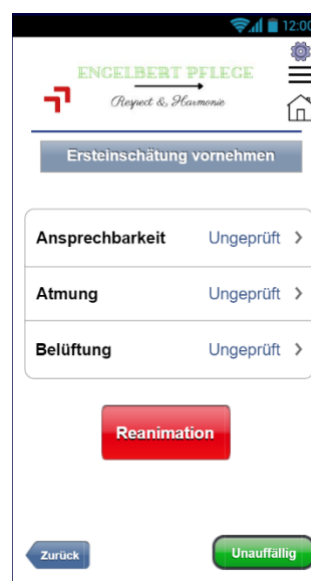 12:00
ENGELBERT PFLEGE
Respect & Harmonie
Ersteinschätung vornehmen
Ansprechbarkeit Ungeprüft
Atmung Ungeprüft
Belüftung Ungeprüft
Reanimation
Zurück Unauffällig